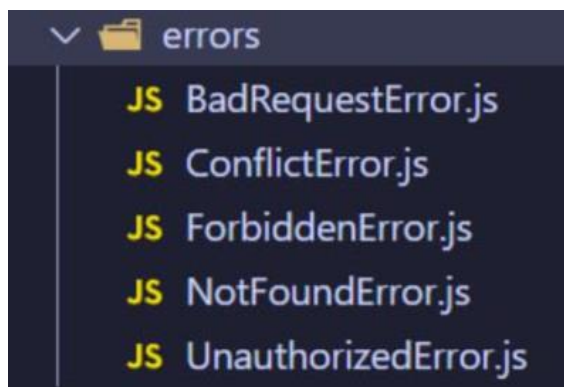 errors
JS BadRequestError.js
JS ConflictError.js
JS ForbiddenError.js
JS NotFoundError.js
JS UnauthorizedError.js